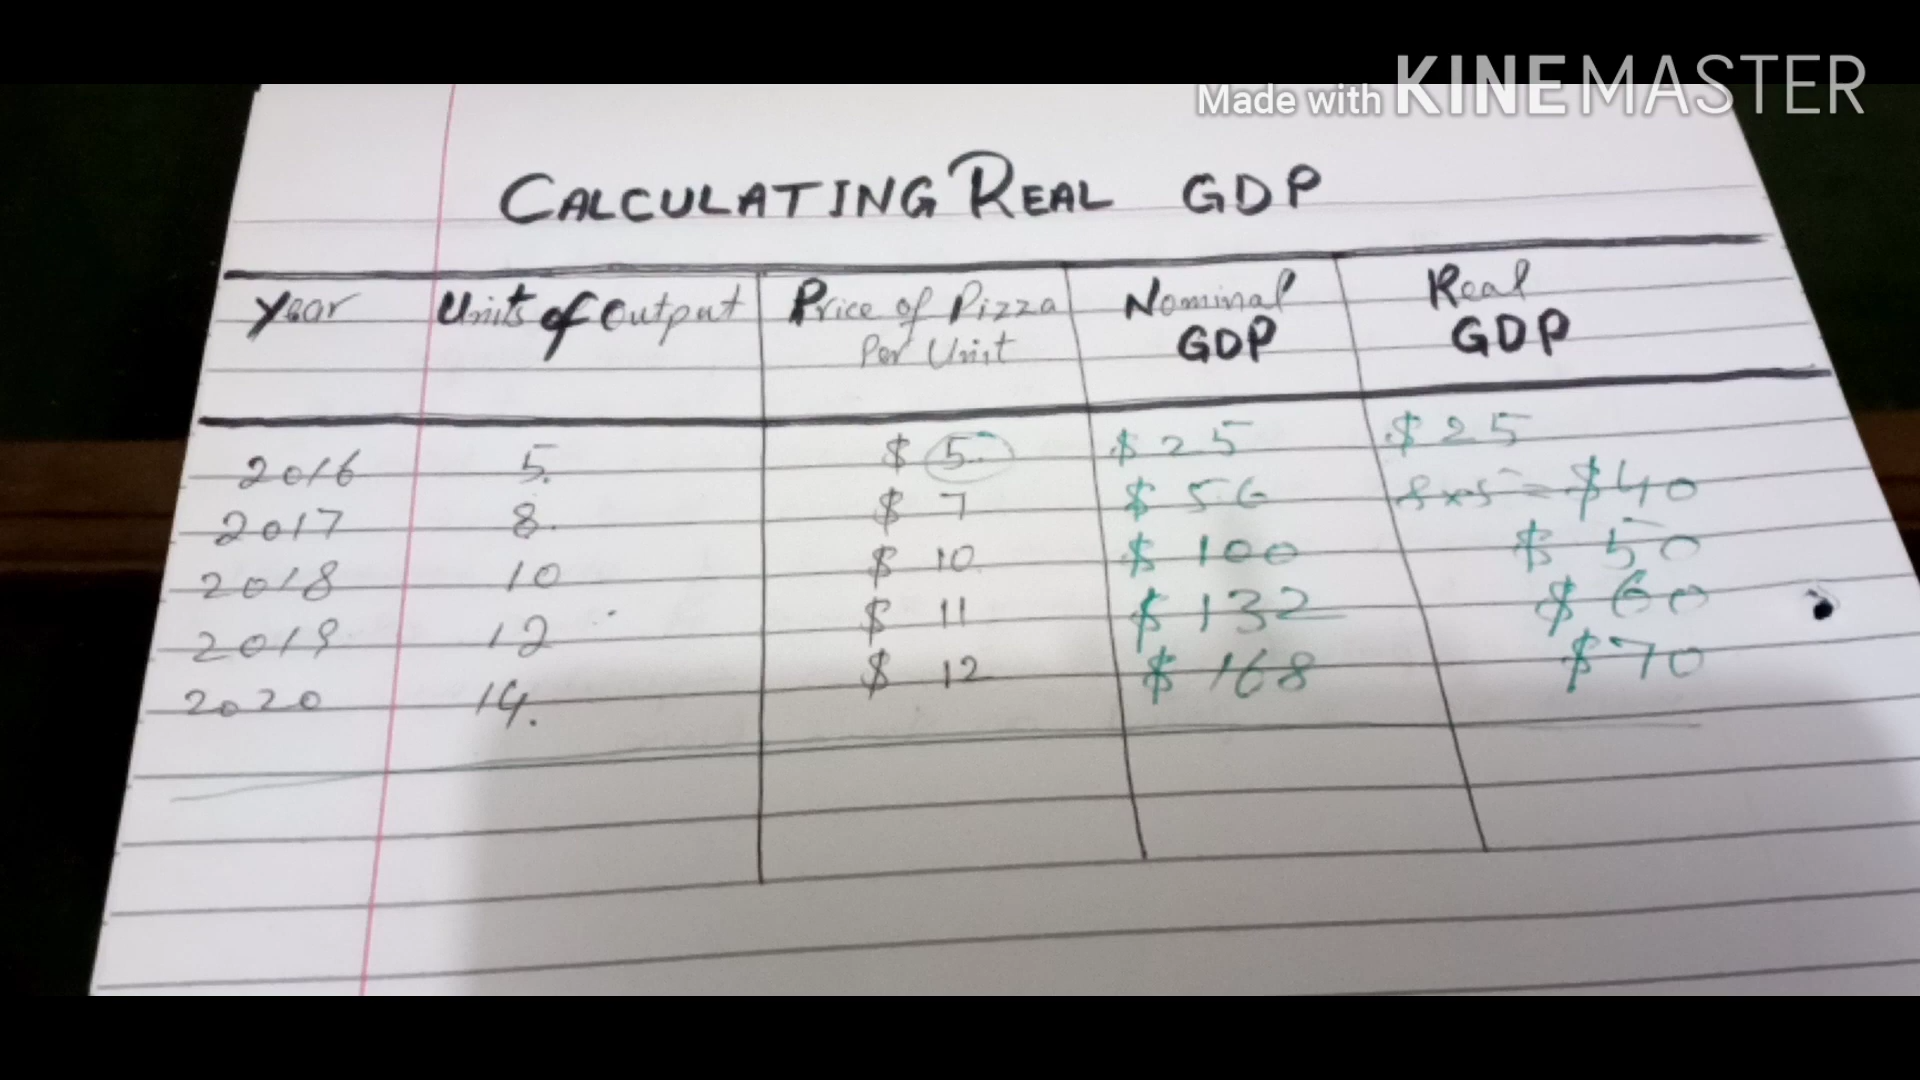 Made with KINEMASTER
CALCULATING REAL GDP
Year Units of Output Price of Pizza Per Unit Nominal GDP Real GDP
2016 5. $ 5 $ 25 $ 25
2017 8. $ 7 $ 56 8x5 = $40
2018 10 $ 10 $ 100 $ 50
2019 12 $ 11 $ 132 $ 60
2020 14. $ 12 $ 168 $ 70